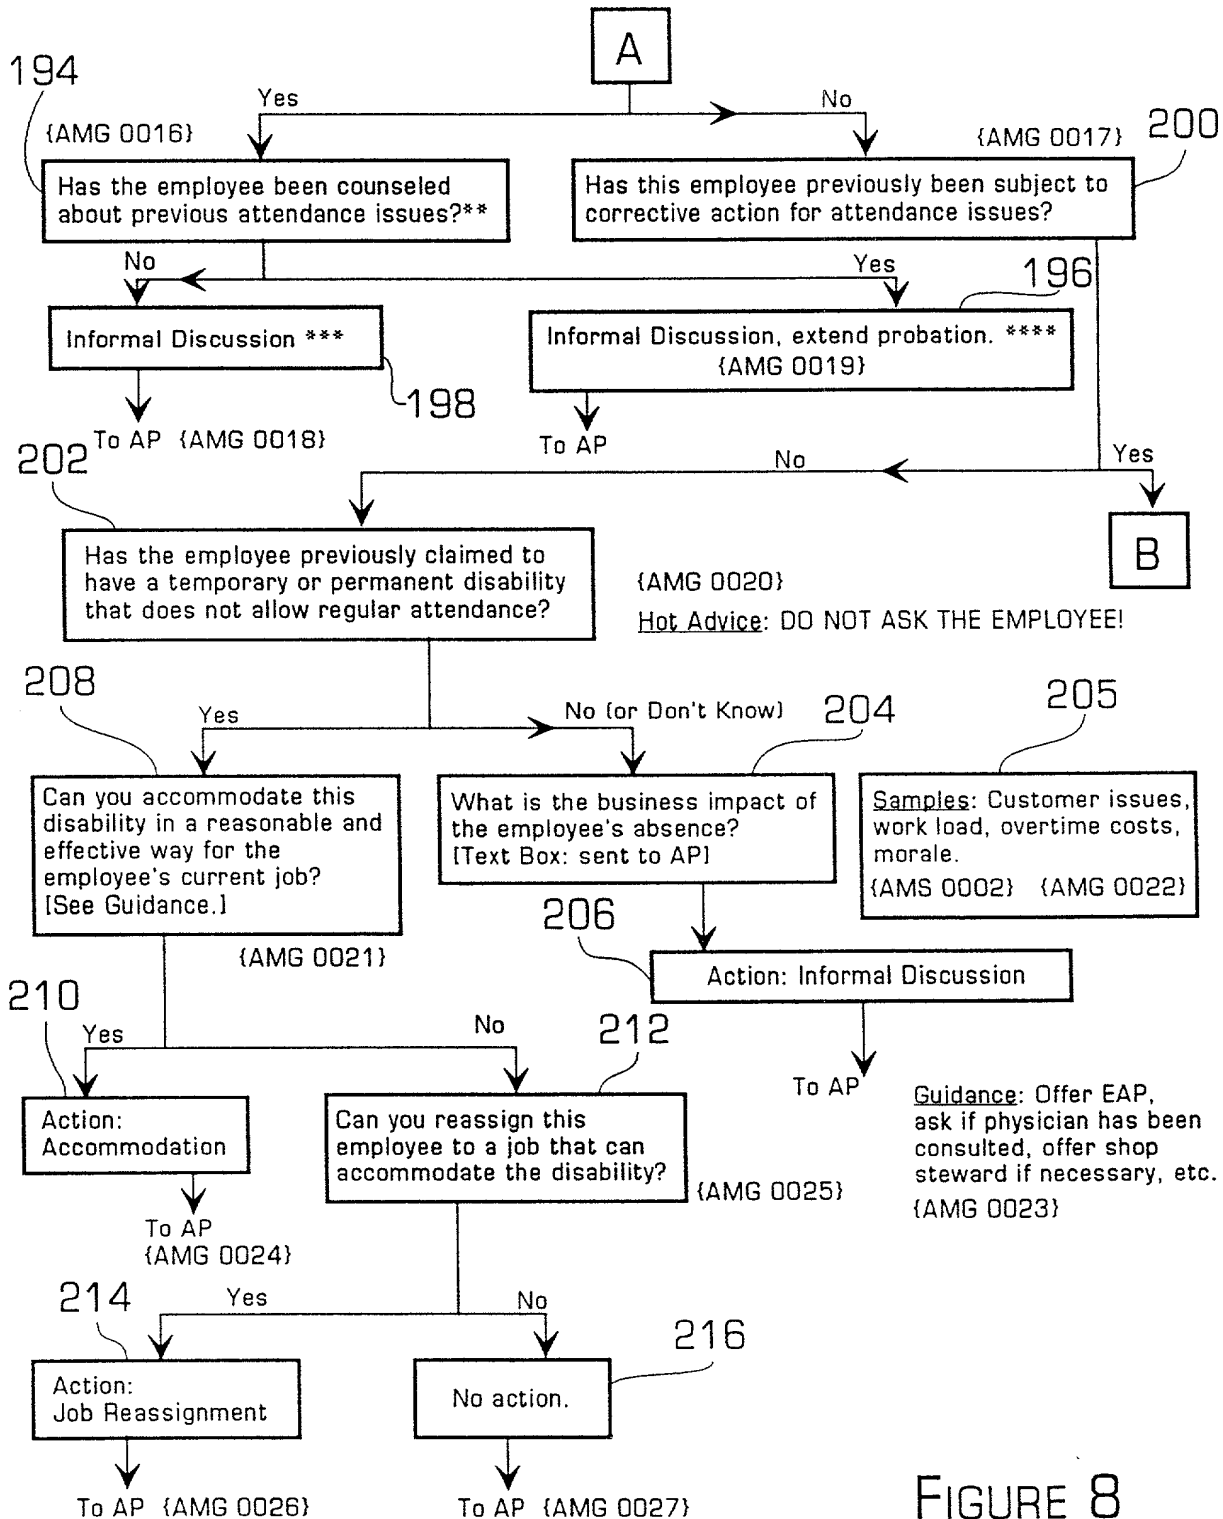 A
194
Yes
No
200
{AMG 0016}
{AMG 0017}
Has the employee been counseled
about previous attendance issues?**
Has this employee previously been subject to
corrective action for attendance issues?
No
Yes
196
Informal Discussion ***
Informal Discussion, extend probation. ****
{AMG 0019}
198
To AP {AMG 0018}
To AP
202
No
Yes
B
Has the employee previously claimed to
have a temporary or permanent disability
that does not allow regular attendance?
{AMG 0020}
Hot Advice: DO NOT ASK THE EMPLOYEE!
208
Yes
No (or Don't Know)
204
205
Can you accommodate this
disability in a reasonable and
effective way for the
employee's current job?
[See Guidance.]
What is the business impact of
the employee's absence?
[Text Box: sent to AP]
Samples: Customer issues,
work load, overtime costs,
morale.
{AMS 0002} {AMG 0022}
{AMG 0021}
206
Action: Informal Discussion
210
Yes
No
212
To AP
Action:
Accommodation
Can you reassign this
employee to a job that can
accommodate the disability?
{AMG 0025}
Guidance: Offer EAP,
ask if physician has been
consulted, offer shop
steward if necessary, etc.
{AMG 0023}
To AP
{AMG 0024}
214
Yes
No
216
Action:
Job Reassignment
No action.
To AP {AMG 0026}
To AP {AMG 0027}
FIGURE 8